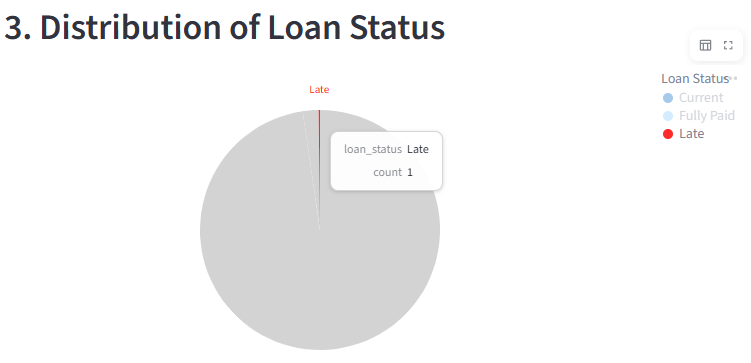 3. Distribution of Loan Status
Late
Loan Status
Current
Fully Paid
Late
loan_status Late
count 1